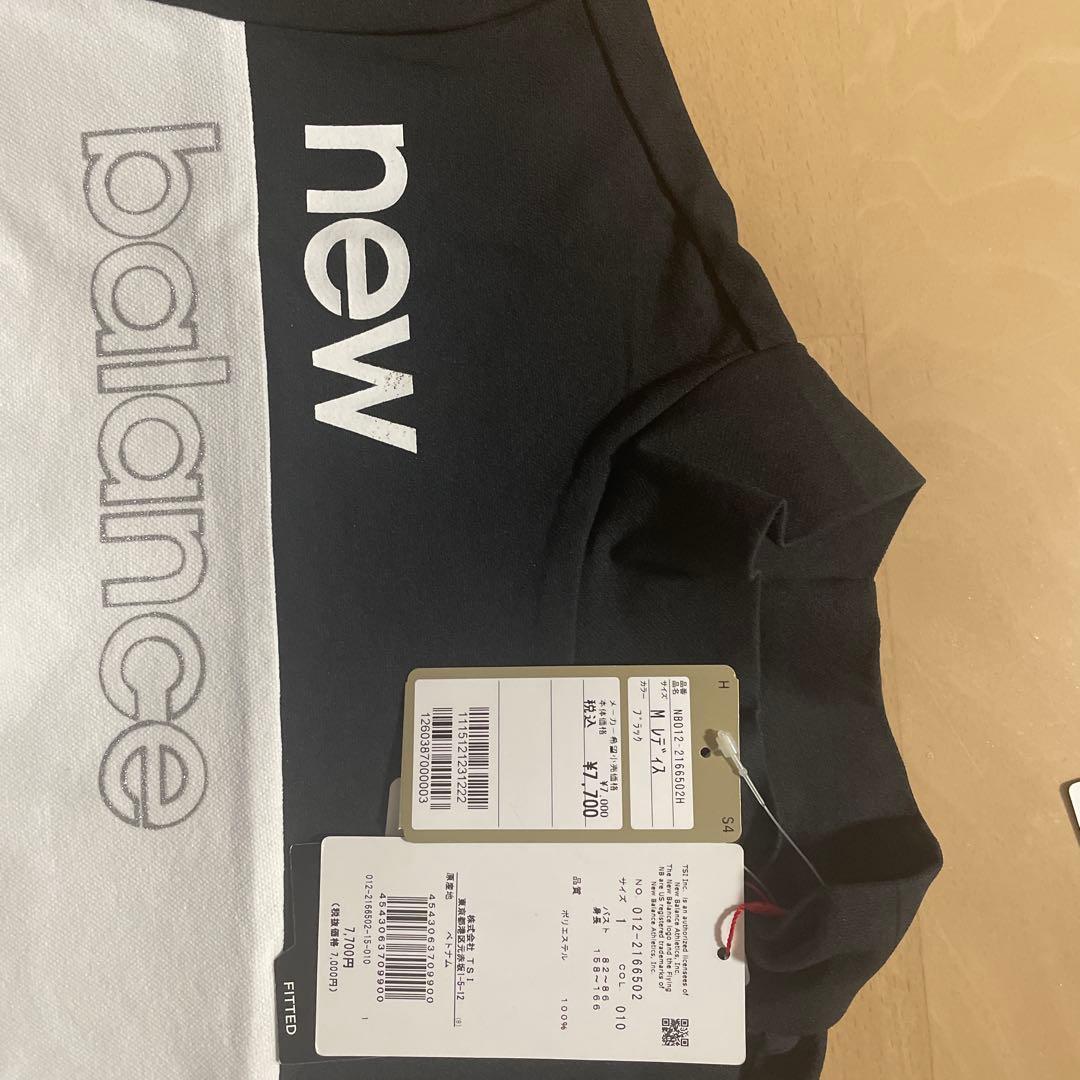 new
balance
H
S4
品番 NB012-2166502H
品名
サイズ M レディス
カラー ブラック
メーカー希望小売価格
本体価格 ¥7,000
税込 ¥7,700
1115121231222
1260387000003
TSI Inc. is an authorized licensees of
New Balance Athletics, Inc.
The New Balance logo and the Flying
NB are US registered trademarks of
New Balance Athletics, Inc.
NO. 012-2166502
サイズ 1 COL 010
バスト 82～86
身長 158～166
品質 ポリエステル 100%
株式会社 TSI
東京都港区元赤坂1-5-12
原産地 ベトナム
4543063709900
4543063709900
012-2166502-15-010
1
7,700円
(税抜価格 7,000円)
FITTED